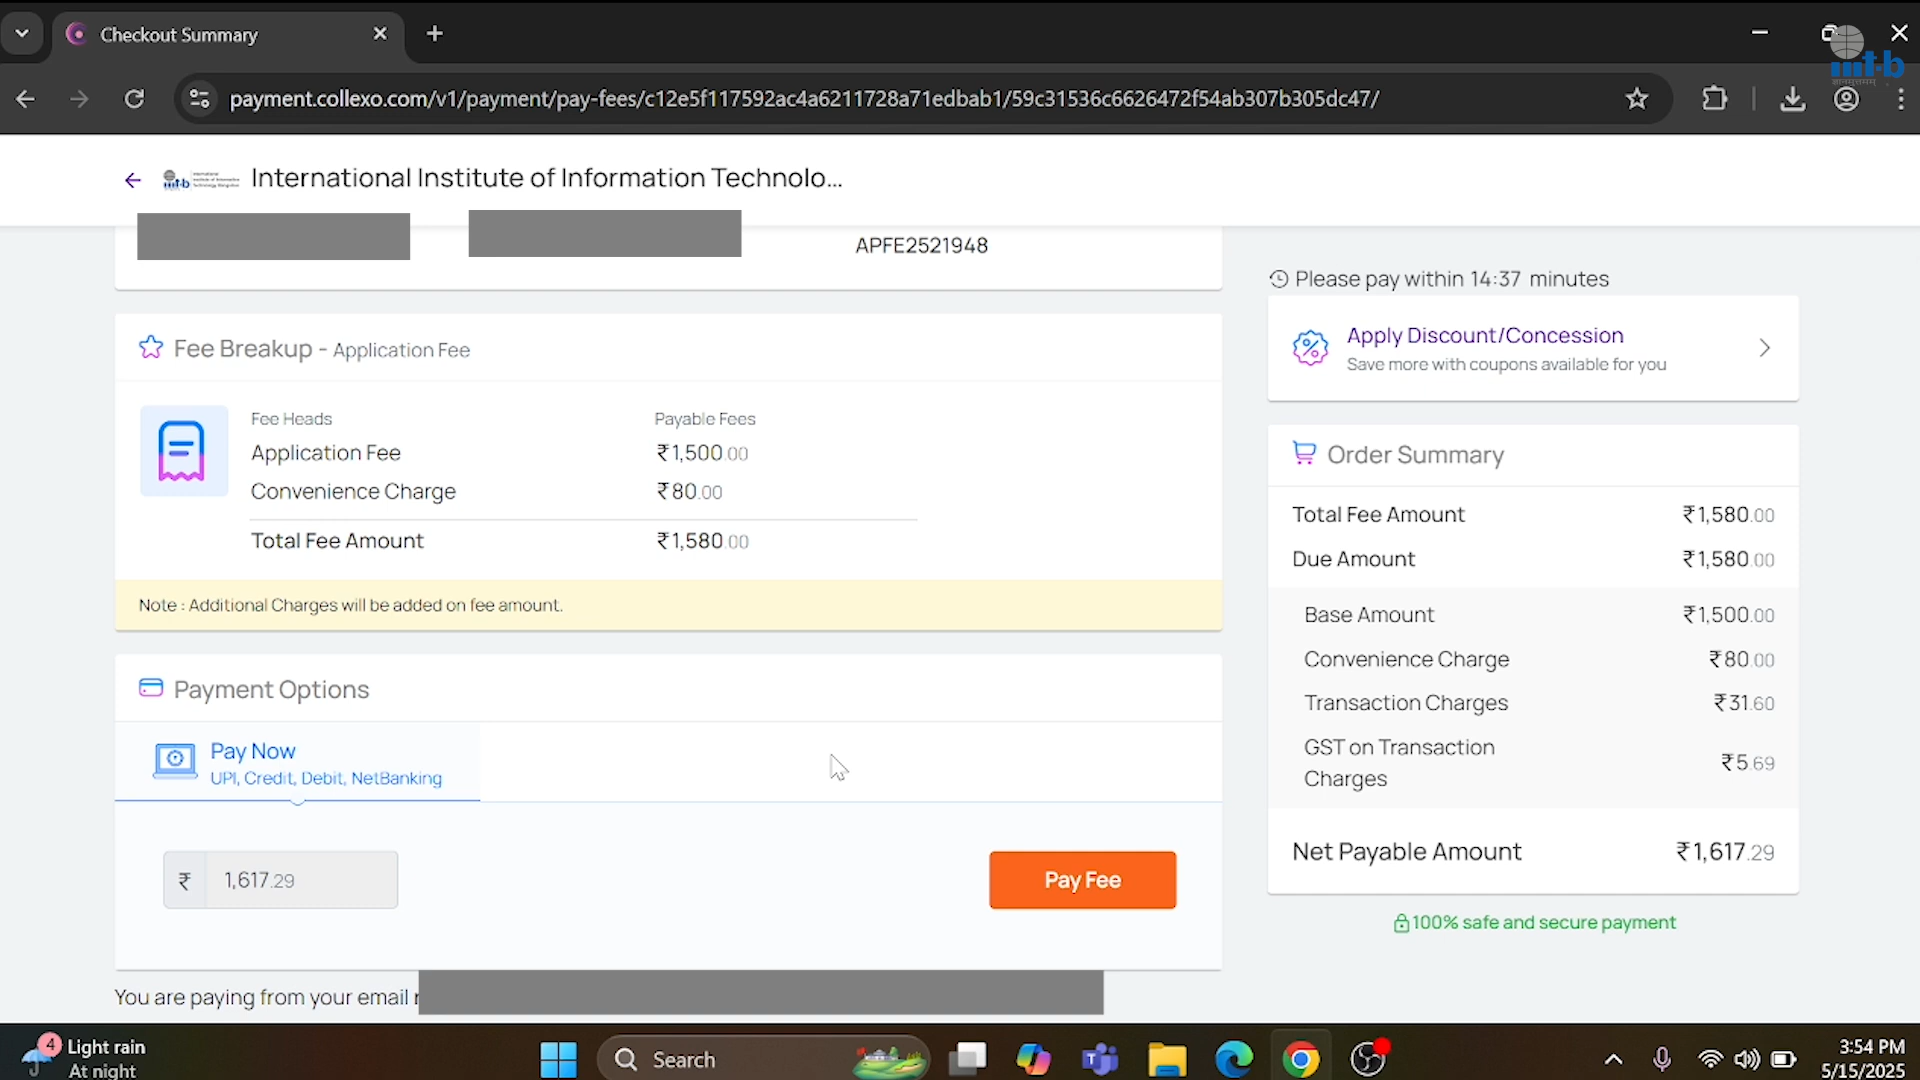 Checkout Summary
payment.collexo.com/v1/payment/pay-fees/c12e5f117592ac4a6211728a71edbab1/59c31536c6626472f54ab307b305dc47/
International Institute of Information Technolo...
APFE2521948
Please pay within 14:37 minutes
Apply Discount/Concession
Save more with coupons available for you
Fee Breakup - Application Fee
Fee Heads Payable Fees
Application Fee ₹1,500.00
Convenience Charge ₹80.00
Total Fee Amount ₹1,580.00
Note : Additional Charges will be added on fee amount.
Payment Options
Pay Now
UPI, Credit, Debit, NetBanking
₹ 1,617.29
Pay Fee
You are paying from your email
Order Summary
Total Fee Amount ₹1,580.00
Due Amount ₹1,580.00
Base Amount ₹1,500.00
Convenience Charge ₹80.00
Transaction Charges ₹31.60
GST on Transaction
Charges ₹5.69
Net Payable Amount ₹1,617.29
100% safe and secure payment
4
Light rain
At night
Search
3:54 PM
5/15/2025